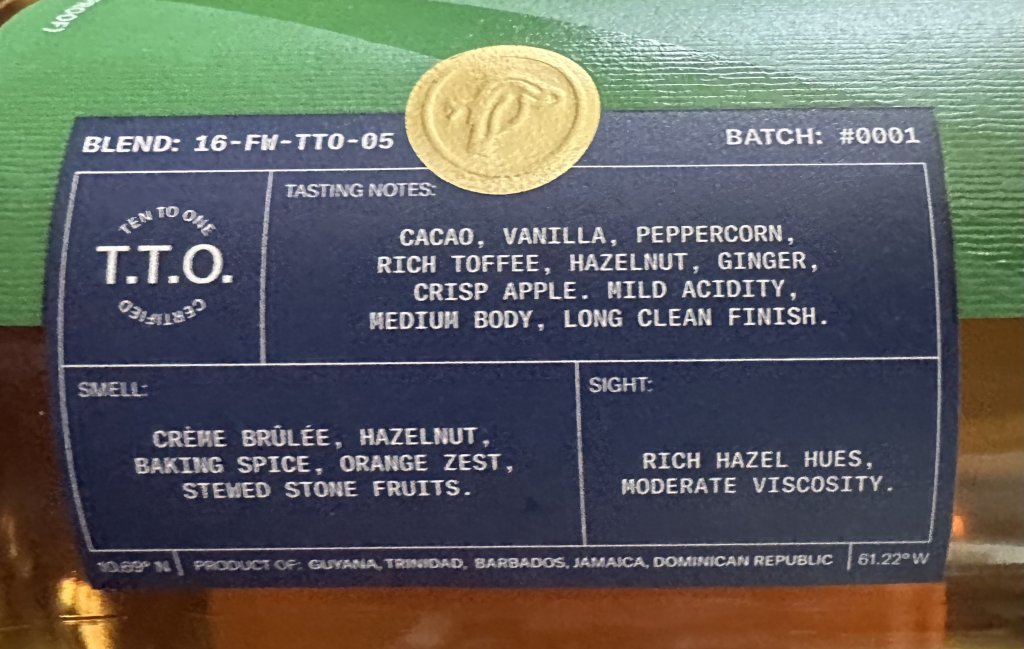 BLEND: 16-FW-TTO-05
BATCH: #0001
TEN TO ONE
T.T.O.
CERTIFIED
TASTING NOTES:
CACAO, VANILLA, PEPPERCORN,
RICH TOFFEE, HAZELNUT, GINGER,
CRISP APPLE. MILD ACIDITY,
MEDIUM BODY, LONG CLEAN FINISH.
SMELL:
CRÈME BRÛLÉE, HAZELNUT,
BAKING SPICE, ORANGE ZEST,
STEWED STONE FRUITS.
SIGHT:
RICH HAZEL HUES,
MODERATE VISCOSITY.
10.69° N
PRODUCT OF: GUYANA, TRINIDAD, BARBADOS, JAMAICA, DOMINICAN REPUBLIC
61.22° W